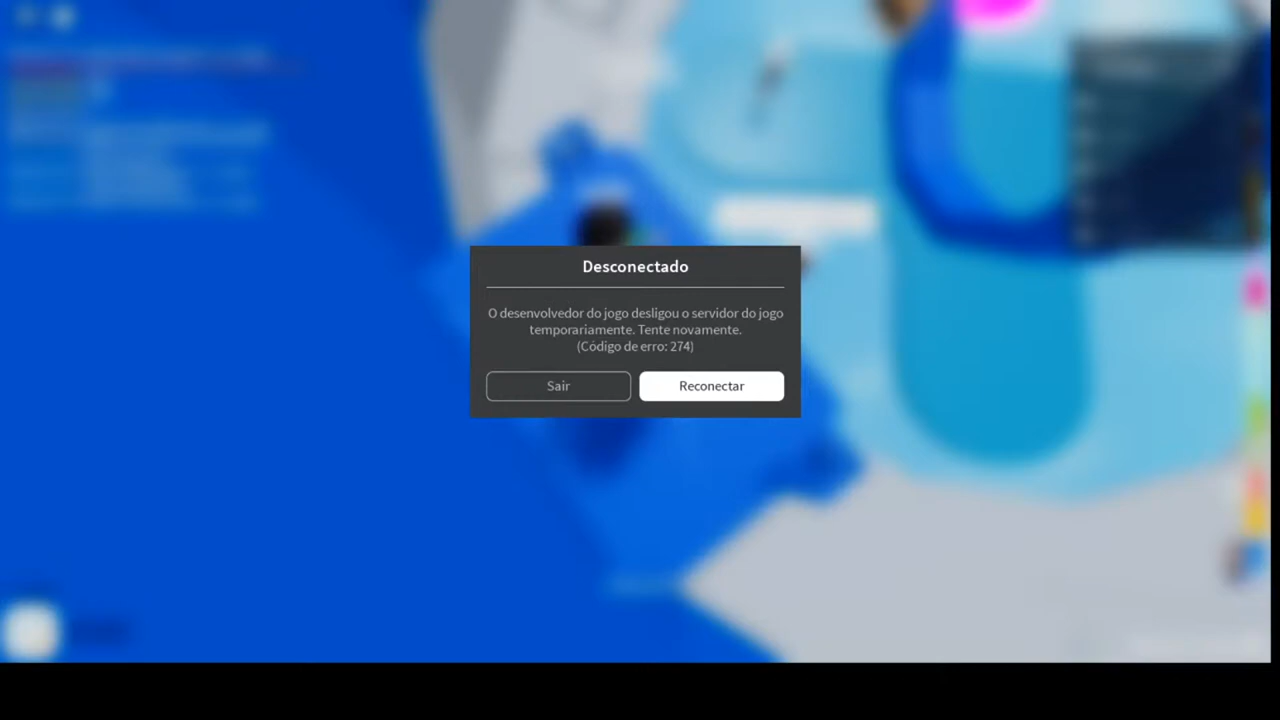 Desconectado
O desenvolvedor do jogo desligou o servidor do jogo
temporariamente. Tente novamente.
(Código de erro: 274)
Sair
Reconectar